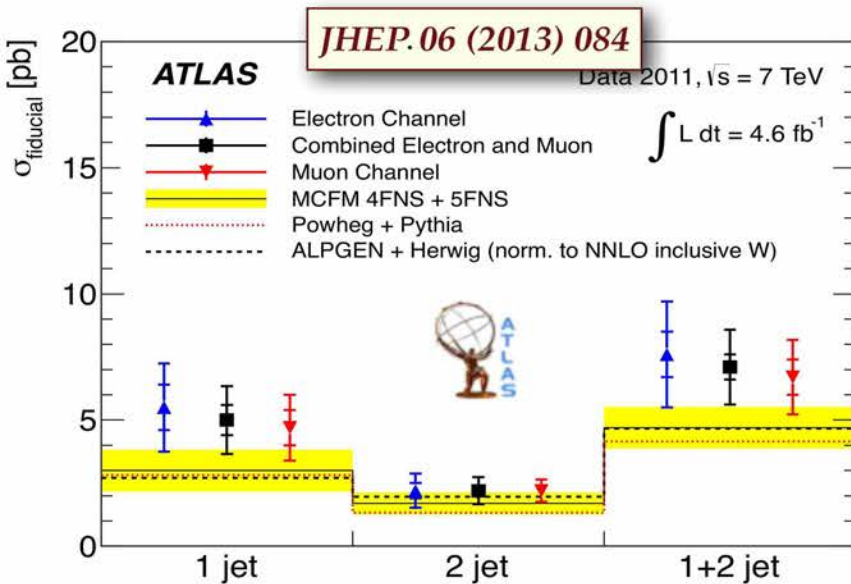 JHEP.06 (2013) 084
20
ATLAS
Data 2011, √s = 7 TeV
σfiducial [pb]
Electron Channel
∫ L dt = 4.6 fb⁻¹
Combined Electron and Muon
15
Muon Channel
MCFM 4FNS + 5FNS
Powheg + Pythia
ALPGEN + Herwig (norm. to NNLO inclusive W)
10
ATLAS
5
0
1 jet
2 jet
1+2 jet